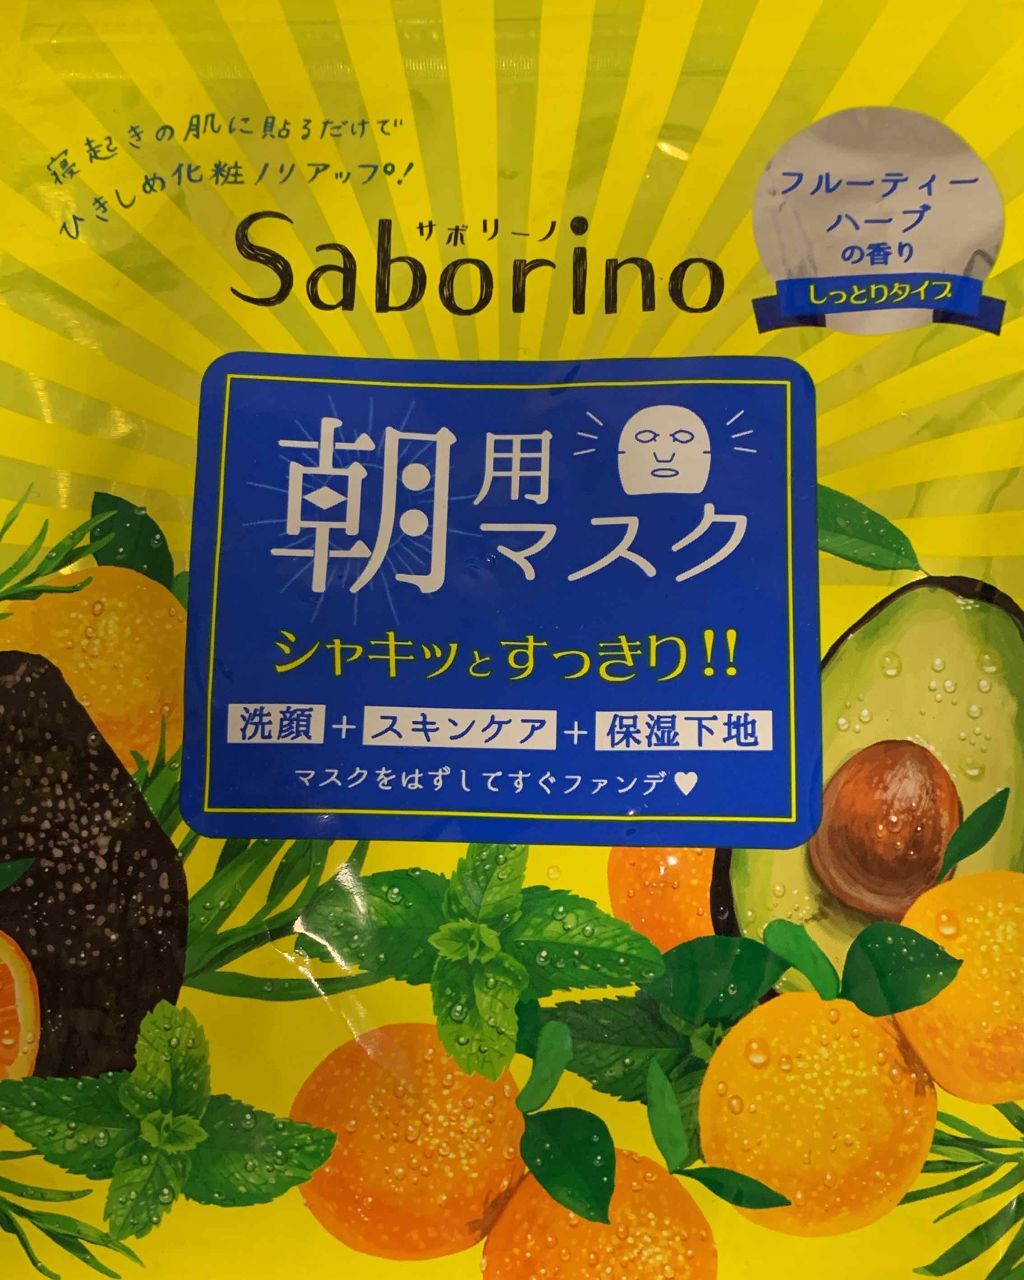 寝起きの肌に貼るだけで
ひきしめ化粧ノリアップ!
サボリーノ
Saborino
フルーティー
ハーブ
の香り
しっとりタイプ
朝用
マスク
シャキッとすっきり!!
洗顔+スキンケア+保湿下地
マスクをはずしてすぐファンデ♥